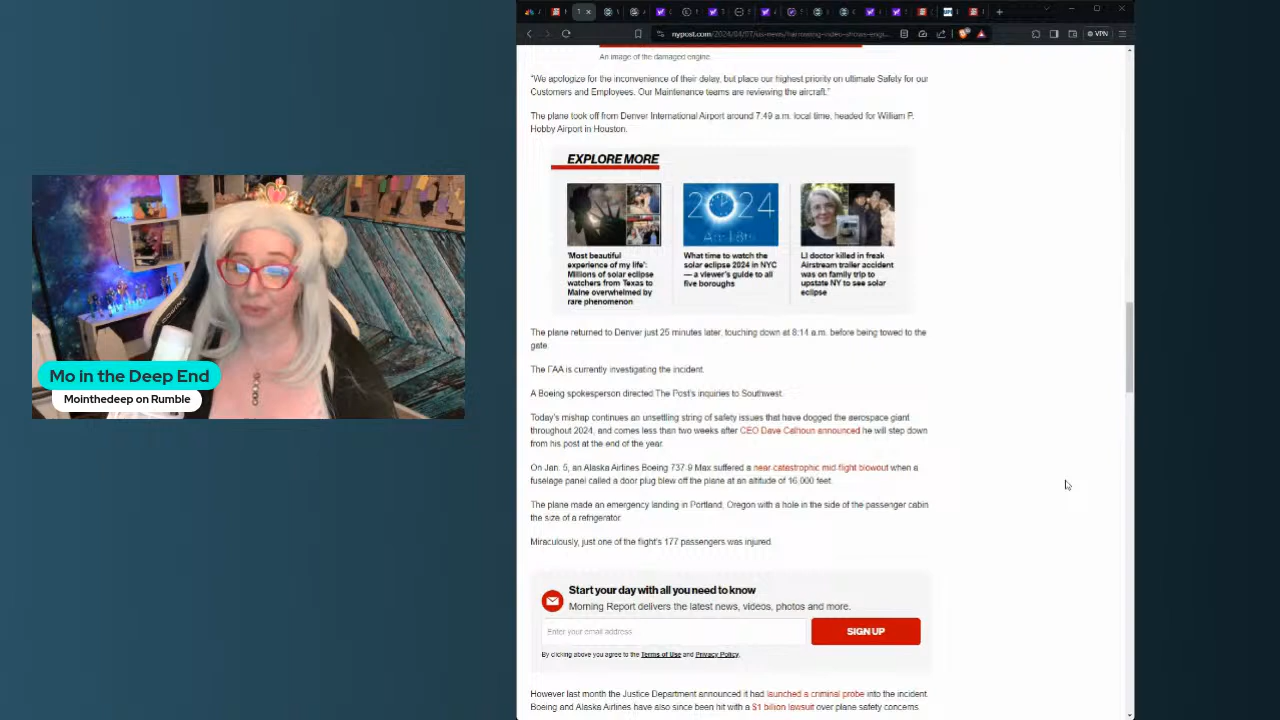 nypost.com/2024/04/07/us-news/harrowing-video-shows-engi...
VPN
An image of the damaged engine.
"We apologize for the inconvenience of their delay, but place our highest priority on ultimate Safety for our
Customers and Employees. Our Maintenance teams are reviewing the aircraft."
The plane took off from Denver International Airport around 7:49 a.m. local time, headed for William P.
Hobby Airport in Houston.
EXPLORE MORE
2024
April 8th
'Most beautiful
experience of my life':
Millions of solar eclipse
watchers from Texas to
Maine overwhelmed by
rare phenomenon
What time to watch the
solar eclipse 2024 in NYC
— a viewer's guide to all
five boroughs
LI doctor killed in freak
Airstream trailer accident
was on family trip to
upstate NY to see solar
eclipse
The plane returned to Denver just 25 minutes later, touching down at 8:14 a.m. before being towed to the
gate.
The FAA is currently investigating the incident.
A Boeing spokesperson directed The Post's inquiries to Southwest.
Today's mishap continues an unsettling string of safety issues that have dogged the aerospace giant
throughout 2024, and comes less than two weeks after CEO Dave Calhoun announced he will step down
from his post at the end of the year.
On Jan. 5, an Alaska Airlines Boeing 737-9 Max suffered a near-catastrophic mid-flight blowout when a
fuselage panel called a door plug blew off the plane at an altitude of 16,000 feet.
The plane made an emergency landing in Portland, Oregon with a hole in the side of the passenger cabin
the size of a refrigerator.
Miraculously, just one of the flight's 177 passengers was injured.
Start your day with all you need to know
Morning Report delivers the latest news, videos, photos and more.
Enter your email address
SIGN UP
By clicking above you agree to the Terms of Use and Privacy Policy.
However last month the Justice Department announced it had launched a criminal probe into the incident.
Boeing and Alaska Airlines have also since been hit with a $1 billion lawsuit over plane safety concerns.
Mo in the Deep End
Mointhedeep on Rumble